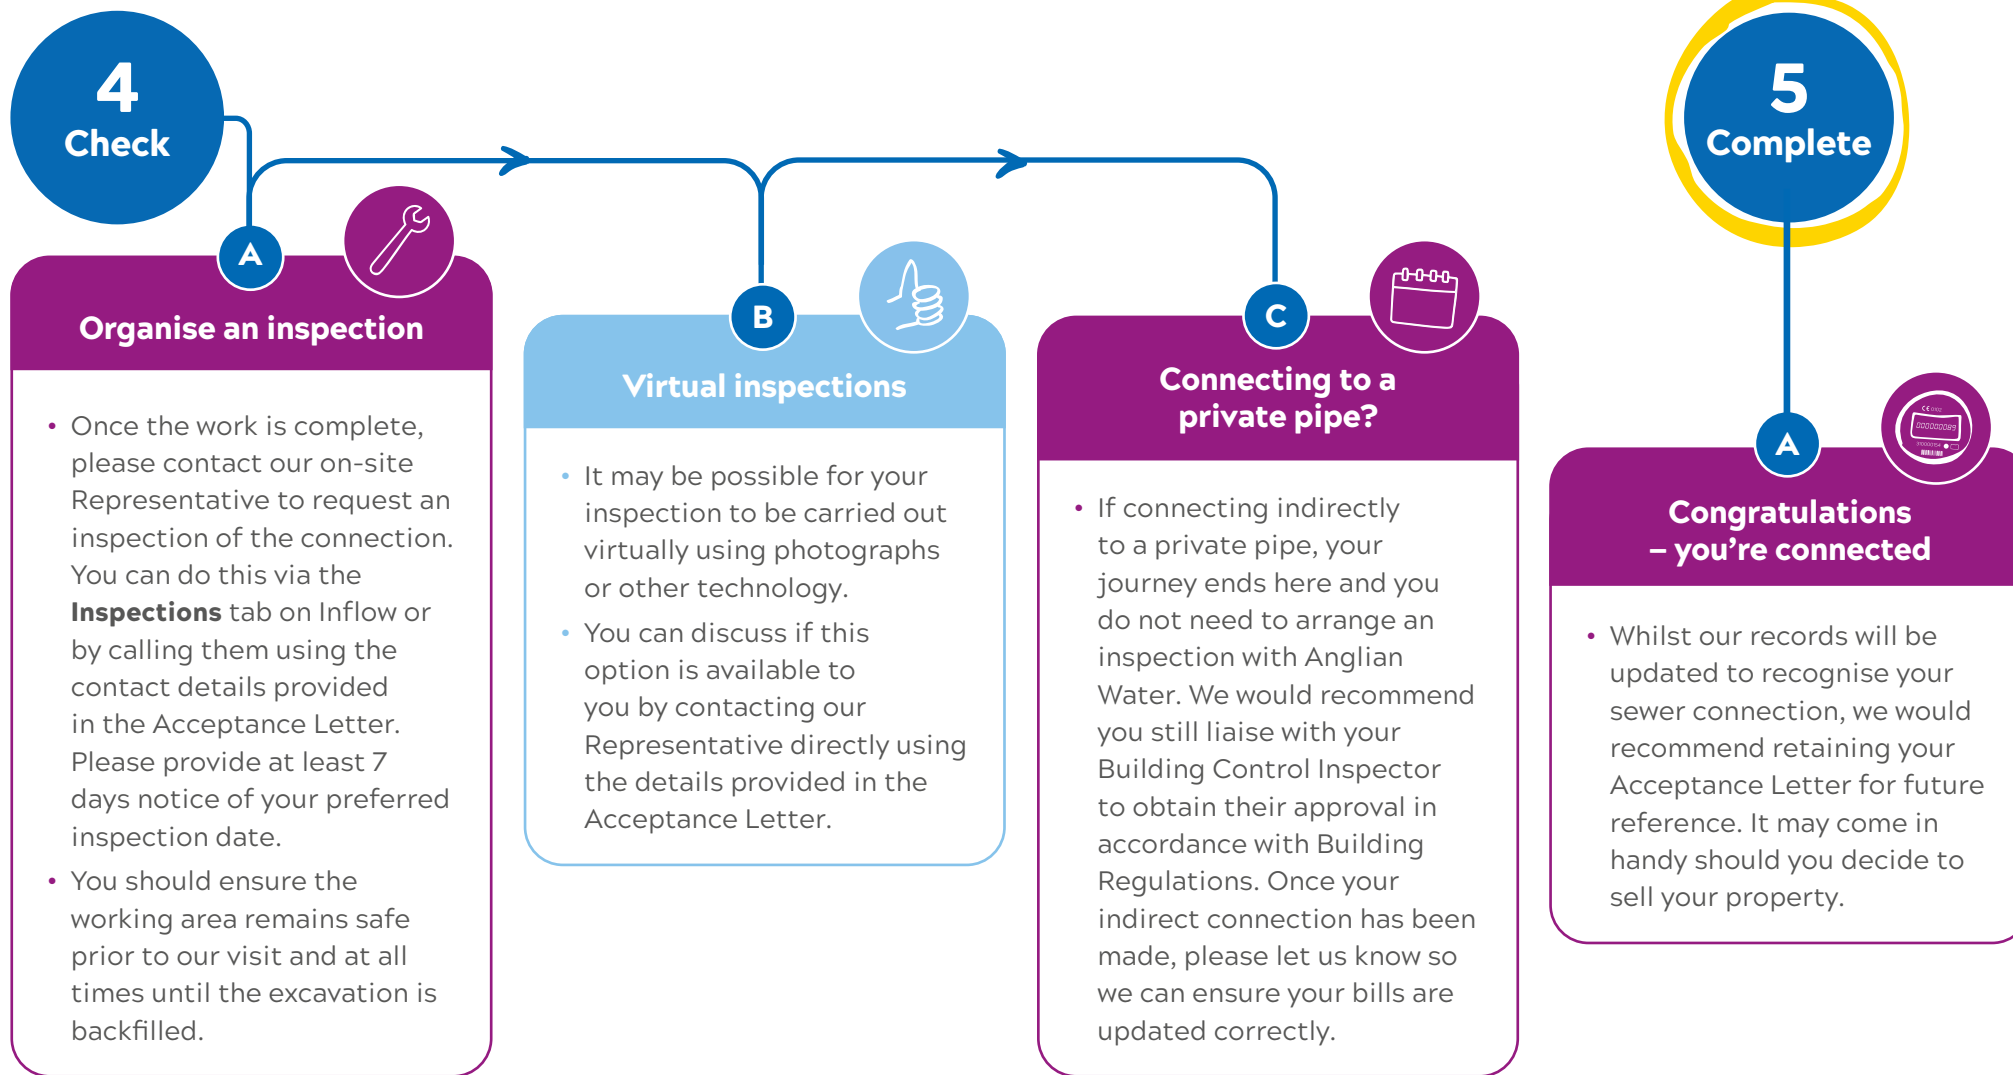 4
Check
A
Organise an inspection
• Once the work is complete,
please contact our on-site
Representative to request an
inspection of the connection.
You can do this via the
Inspections tab on Inflow or
by calling them using the
contact details provided
in the Acceptance Letter.
Please provide at least 7
days notice of your preferred
inspection date.
• You should ensure the
working area remains safe
prior to our visit and at all
times until the excavation is
backfilled.
B
Virtual inspections
• It may be possible for your
inspection to be carried out
virtually using photographs
or other technology.
• You can discuss if this
option is available to
you by contacting our
Representative directly using
the details provided in the
Acceptance Letter.
C
Connecting to a
private pipe?
• If connecting indirectly
to a private pipe, your
journey ends here and you
do not need to arrange an
inspection with Anglian
Water. We would recommend
you still liaise with your
Building Control Inspector
to obtain their approval in
accordance with Building
Regulations. Once your
indirect connection has been
made, please let us know so
we can ensure your bills are
updated correctly.
5
Complete
A
000000089
Congratulations
– you're connected
• Whilst our records will be
updated to recognise your
sewer connection, we would
recommend retaining your
Acceptance Letter for future
reference. It may come in
handy should you decide to
sell your property.